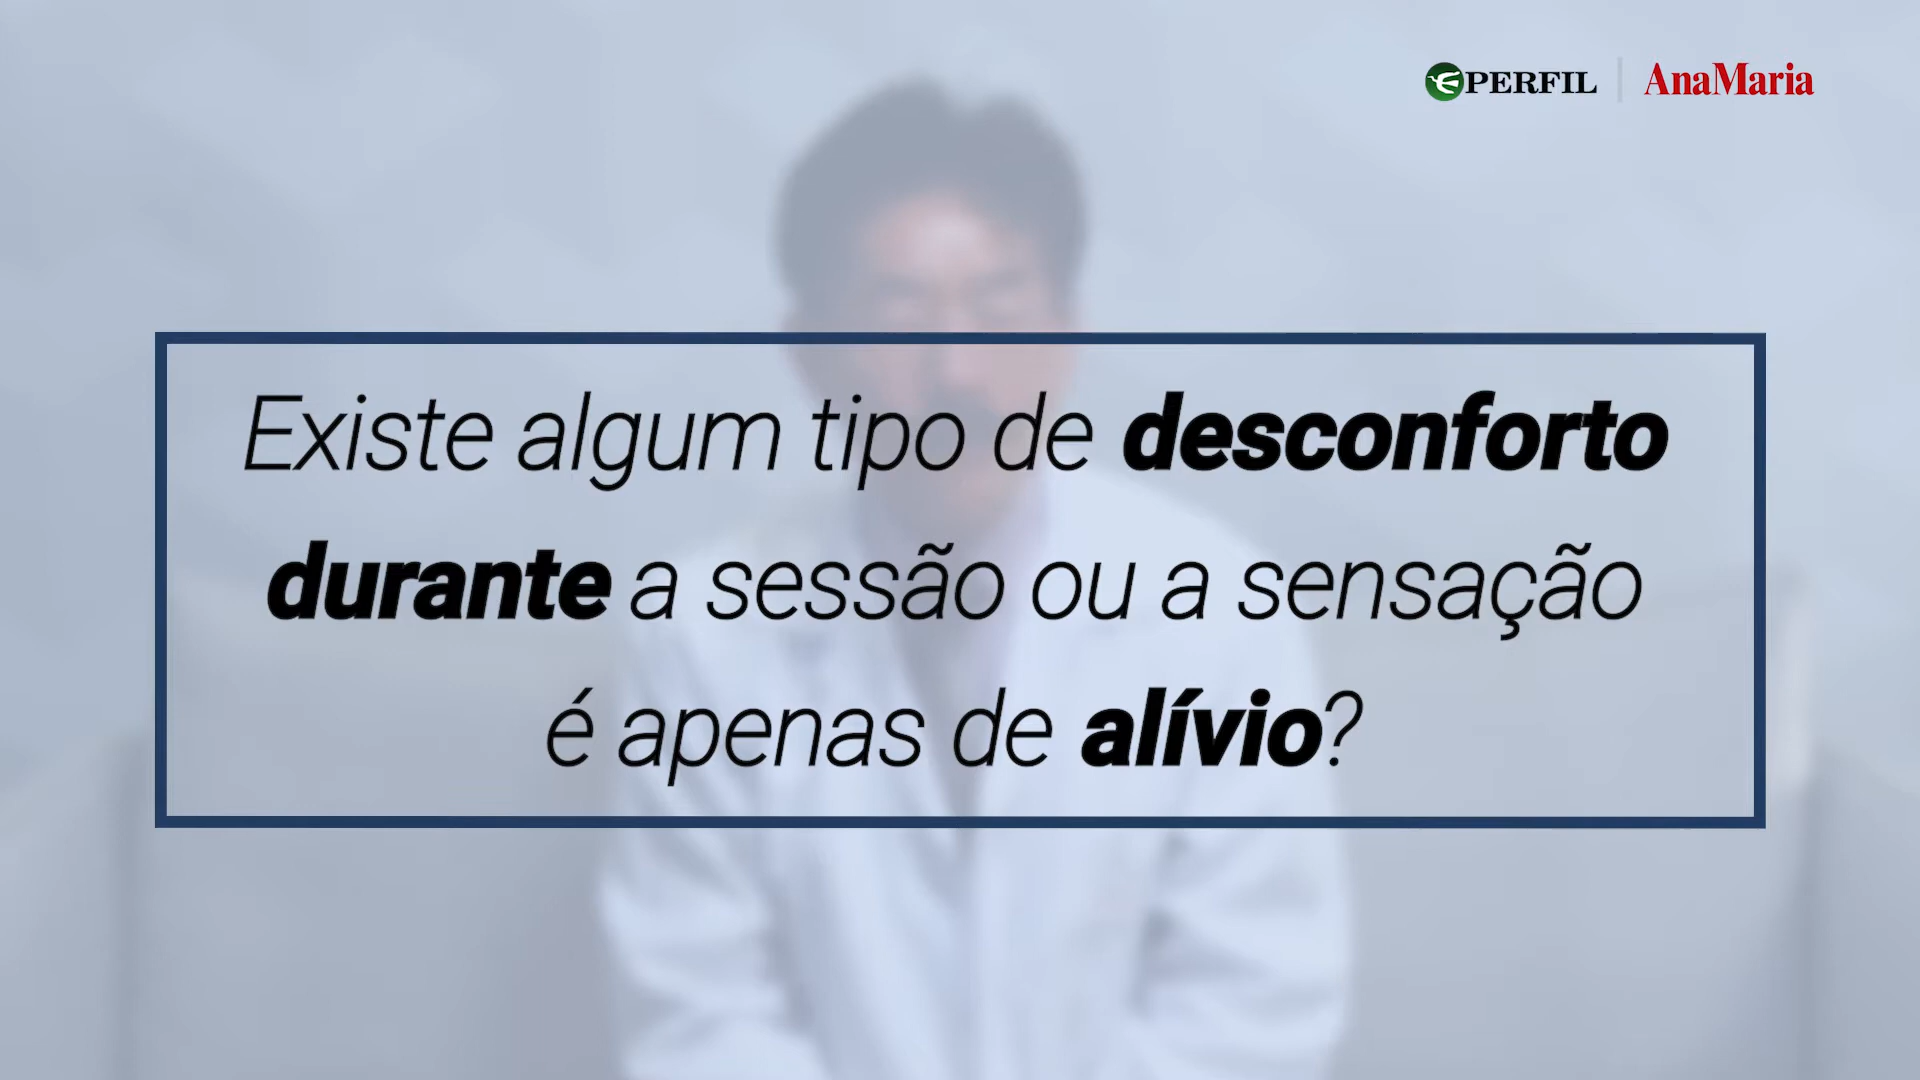 PERFIL | AnaMaria
Existe algum tipo de desconforto
durante a sessão ou a sensação
é apenas de alívio?